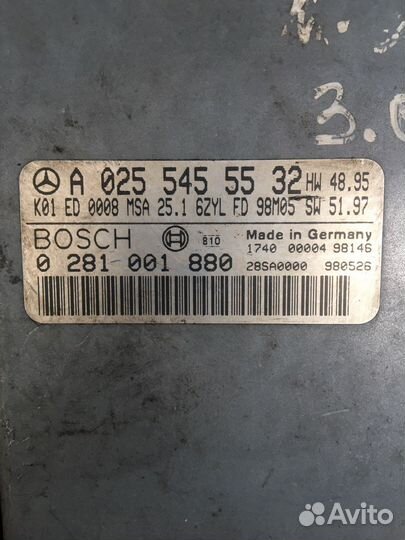 3.0
A 025 545 55 32 HW 48.95
K01 ED 0008 MSA 25.1 6ZYL FD 98M05 SW 51.97
BOSCH 810 Made in Germany
1740 00004 98146
0 281 001 880 28SA0000 980526
Avito